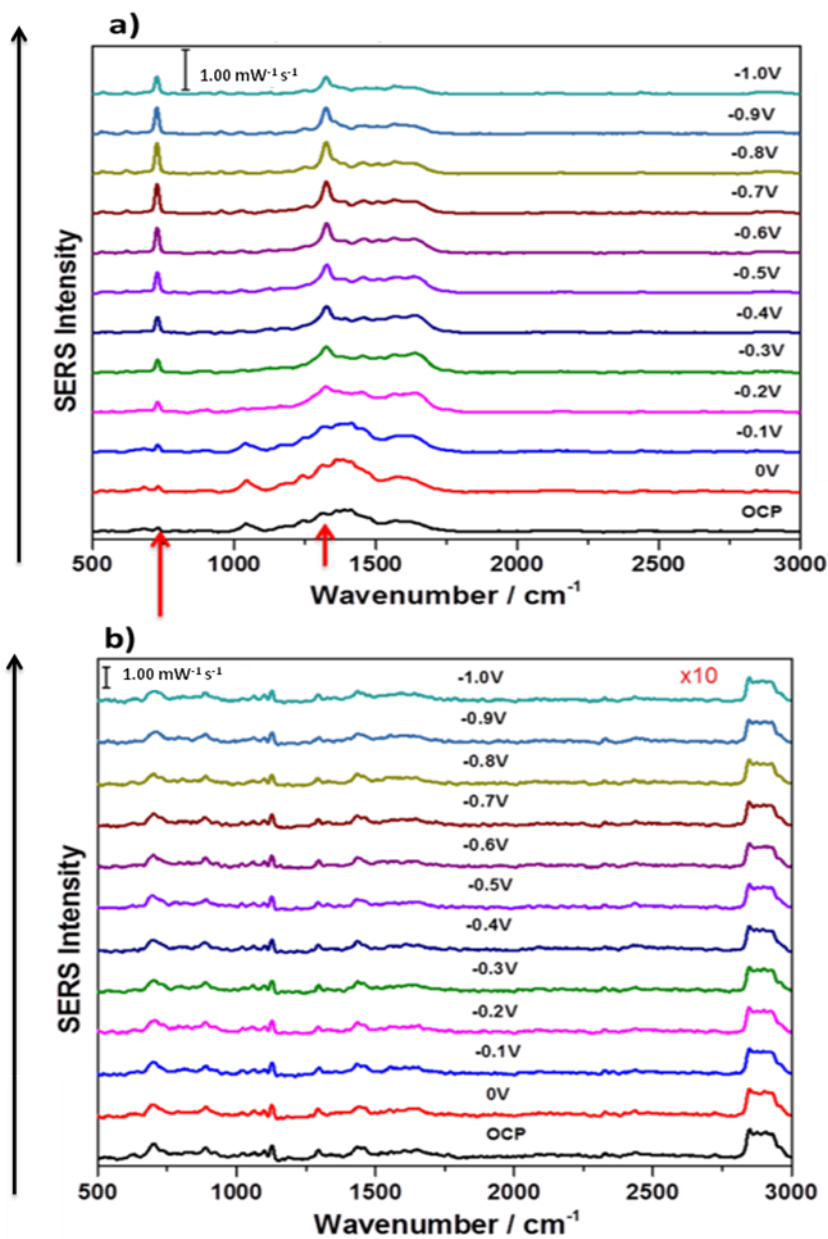 a)
1.00 mW⁻¹ s⁻¹
-1.0V
-0.9V
-0.8V
-0.7V
-0.6V
-0.5V
-0.4V
-0.3V
-0.2V
-0.1V
0V
OCP
SERS Intensity
500 1000 1500 2000 2500 3000
Wavenumber / cm⁻¹
b)
1.00 mW⁻¹ s⁻¹
x10
-1.0V
-0.9V
-0.8V
-0.7V
-0.6V
-0.5V
-0.4V
-0.3V
-0.2V
-0.1V
0V
OCP
SERS Intensity
500 1000 1500 2000 2500 3000
Wavenumber / cm⁻¹